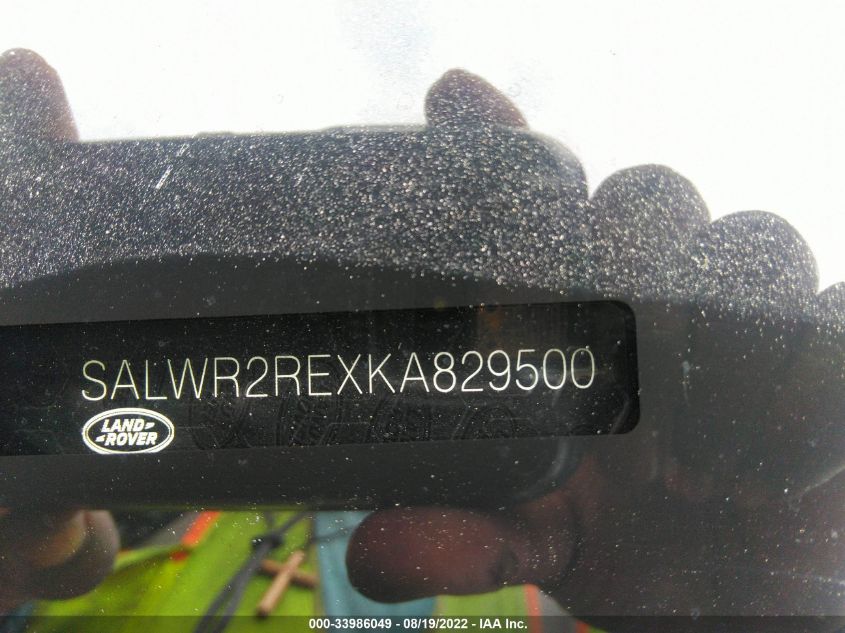 SALWR2REXKA829500
LAND-
-ROVER
000-33986049 - 08/19/2022 - IAA Inc.